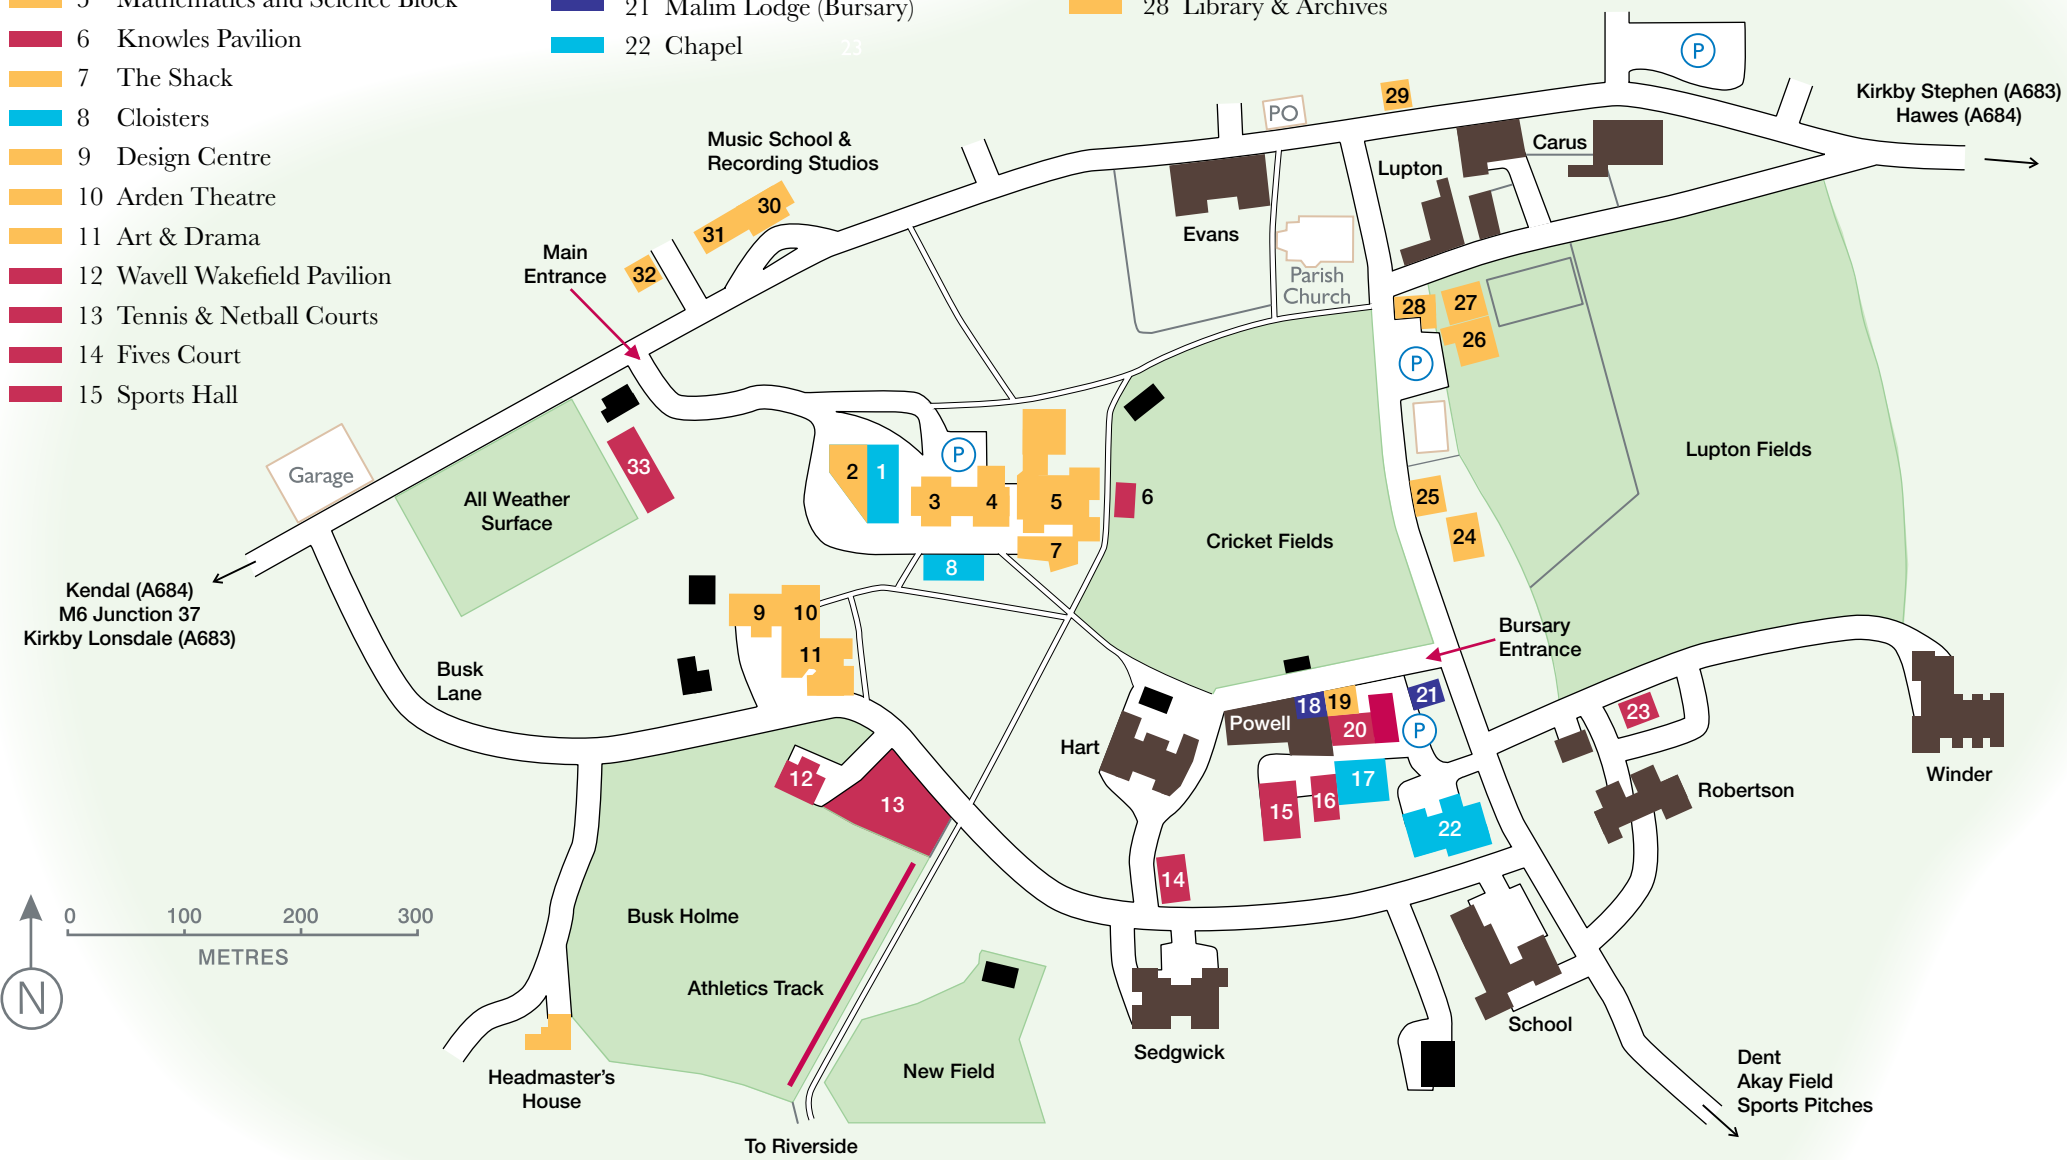 5 Mathematics and Science Block
6 Knowles Pavilion
7 The Shack
8 Cloisters
9 Design Centre
10 Arden Theatre
11 Art & Drama
12 Wavell Wakefield Pavilion
13 Tennis & Netball Courts
14 Fives Court
15 Sports Hall
21 Malim Lodge (Bursary)
22 Chapel
23
28 Library & Archives
P
Kirkby Stephen (A683)
Hawes (A684)
29
PO
Carus
Lupton
Music School &
Recording Studios
30
31
32
Main
Entrance
Evans
Parish
Church
28
27
26
P
Garage
33
All Weather
Surface
2
1
P
3
4
5
6
7
8
Cricket Fields
Lupton Fields
25
24
Kendal (A684)
M6 Junction 37
Kirkby Lonsdale (A683)
Busk
Lane
9
10
11
Bursary
Entrance
18
19
21
Powell
20
P
23
Hart
Winder
12
13
15
16
17
22
Robertson
14
0 100 200 300
METRES
N
Busk Holme
Athletics Track
Headmaster's
House
New Field
Sedgwick
School
Dent
Akay Field
Sports Pitches
To Riverside